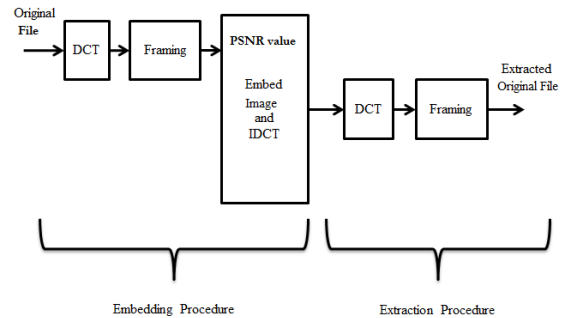 Original
File
DCT
Framing
PSNR value
Embed
Image
and
IDCT
DCT
Framing
Extracted
Original File
Embedding Procedure
Extraction Procedure